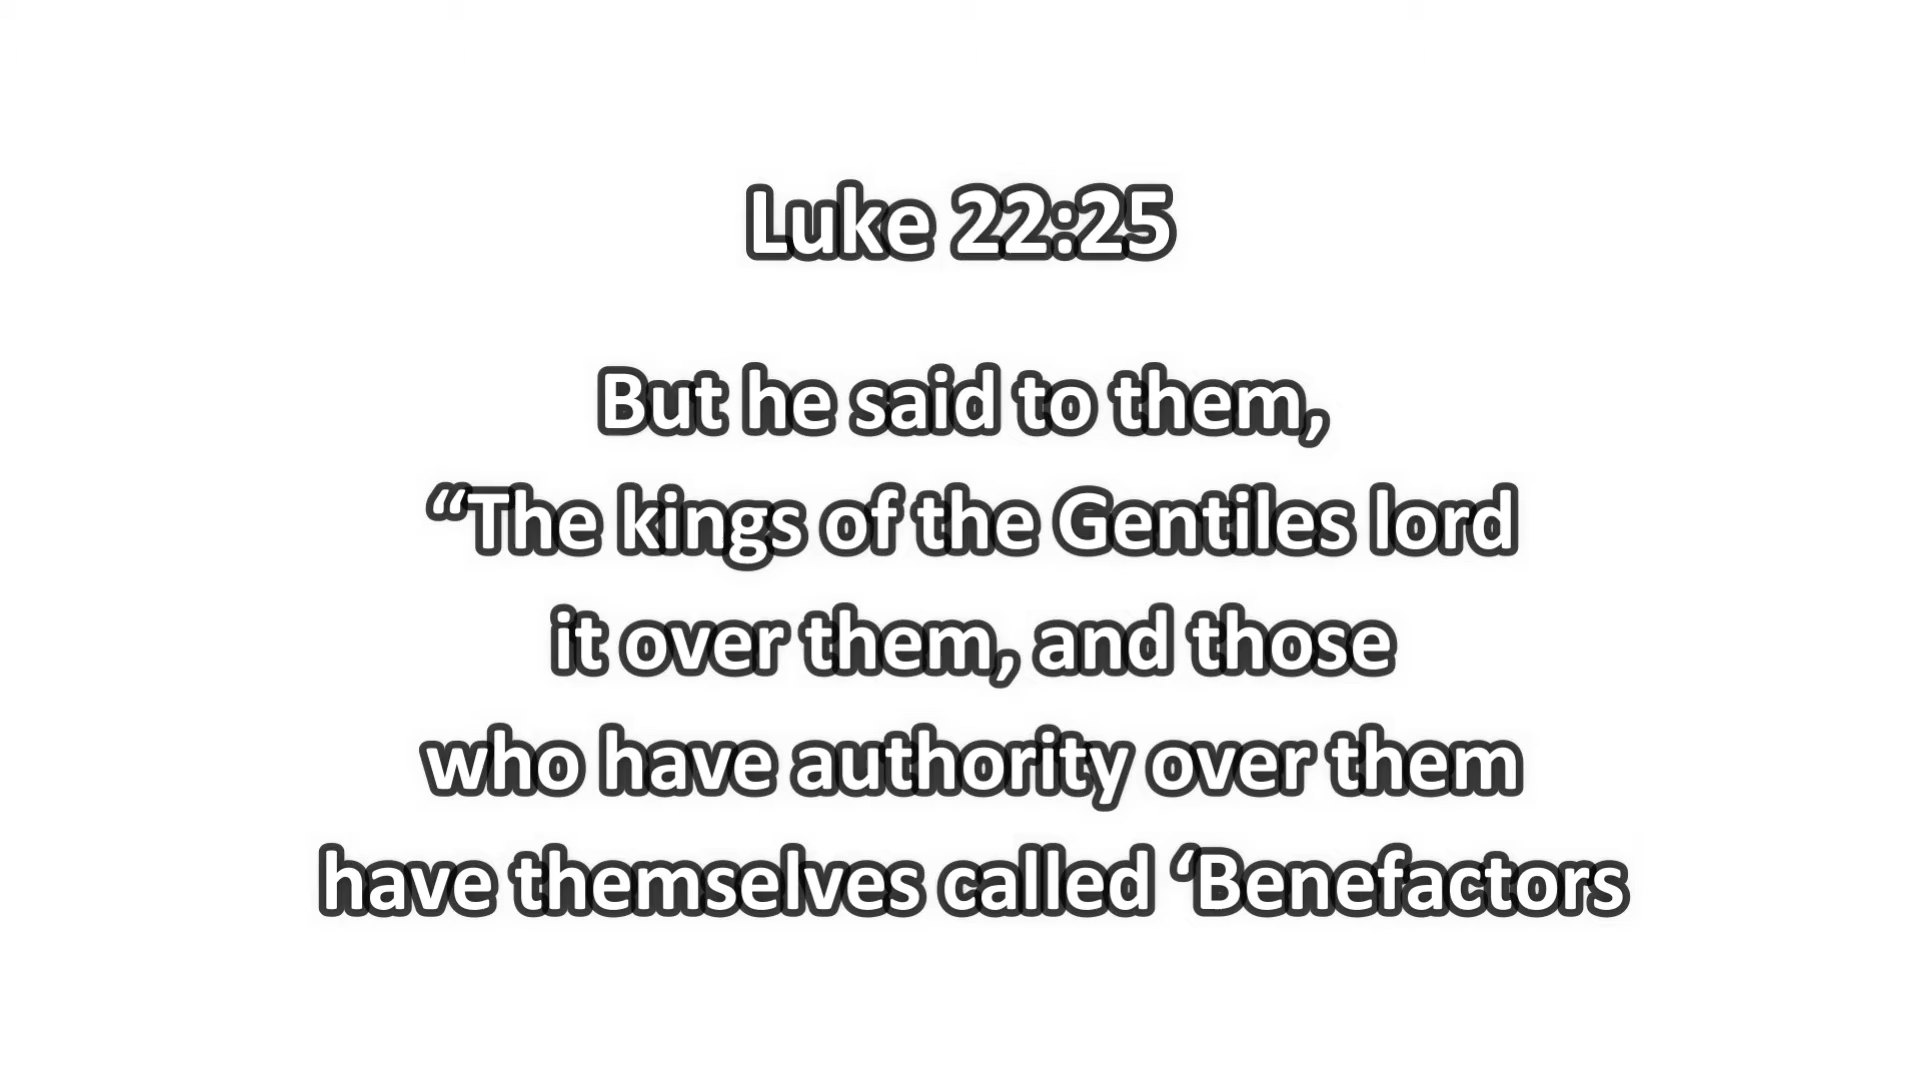 Luke 22:25
But he said to them,
“The kings of the Gentiles lord
it over them, and those
who have authority over them
have themselves called ‘Benefactors